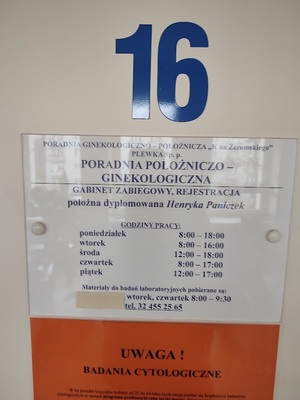 16
PORADNIA GINEKOLOGICZNO – POŁOŻNICZA
PLEWKA Sp. p.
PORADNIA POŁOŻNICZO –
GINEKOLOGICZNA
GABINET ZABIEGOWY, REJESTRACJA
położna dyplomowana Henryka Paniczek
GODZINY PRACY:
poniedziałek 8:00 – 18:00
wtorek 8:00 – 16:00
środa 12:00 – 18:00
czwartek 8:00 – 17:00
piątek 12:00 – 17:00
Materiały do badań laboratoryjnych pobierane są:
wtorek, czwartek 8:00 – 9:30
tel. 32 455 25 65
UWAGA !
BADANIA CYTOLOGICZNE